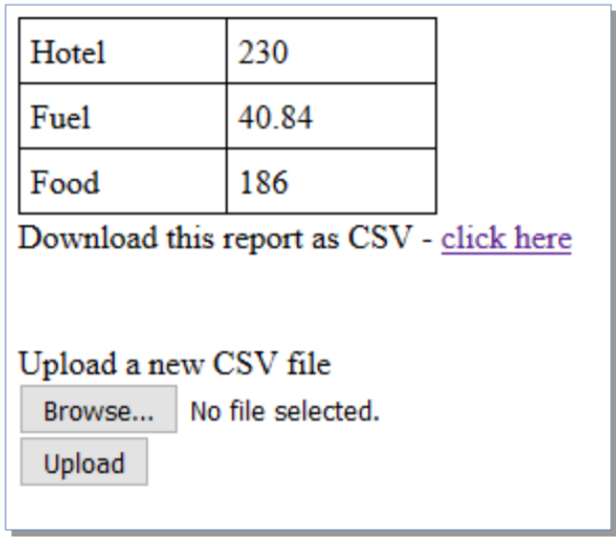 Hotel 230
Fuel 40.84
Food 186
Download this report as CSV - click here
Upload a new CSV file
Browse... No file selected.
Upload